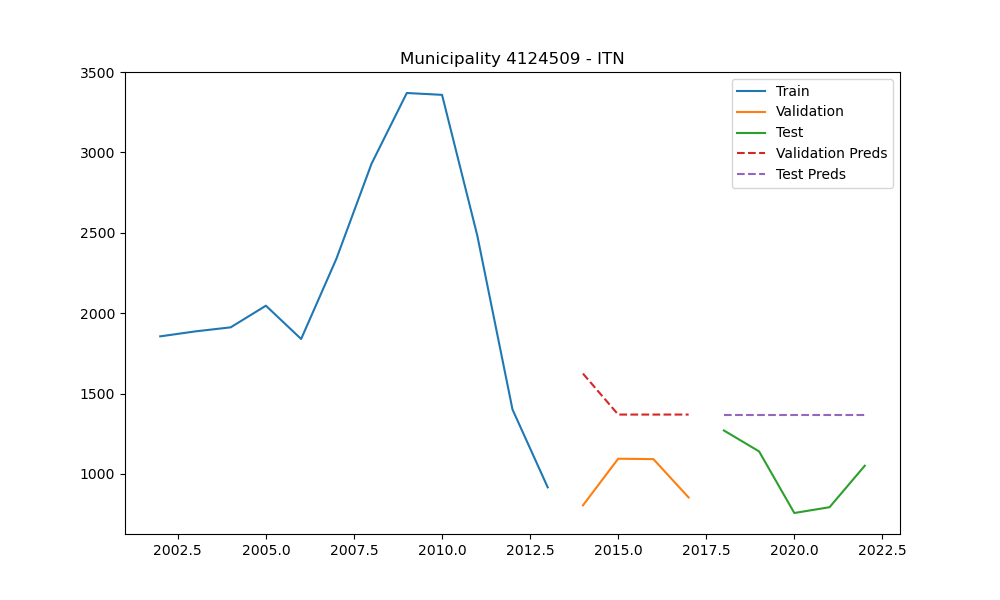 Municipality 4124509 - ITN
3500
3000
2500
2000
1500
1000
Train
Validation
Test
Validation Preds
Test Preds
2002.5 2005.0 2007.5 2010.0 2012.5 2015.0 2017.5 2020.0 2022.5